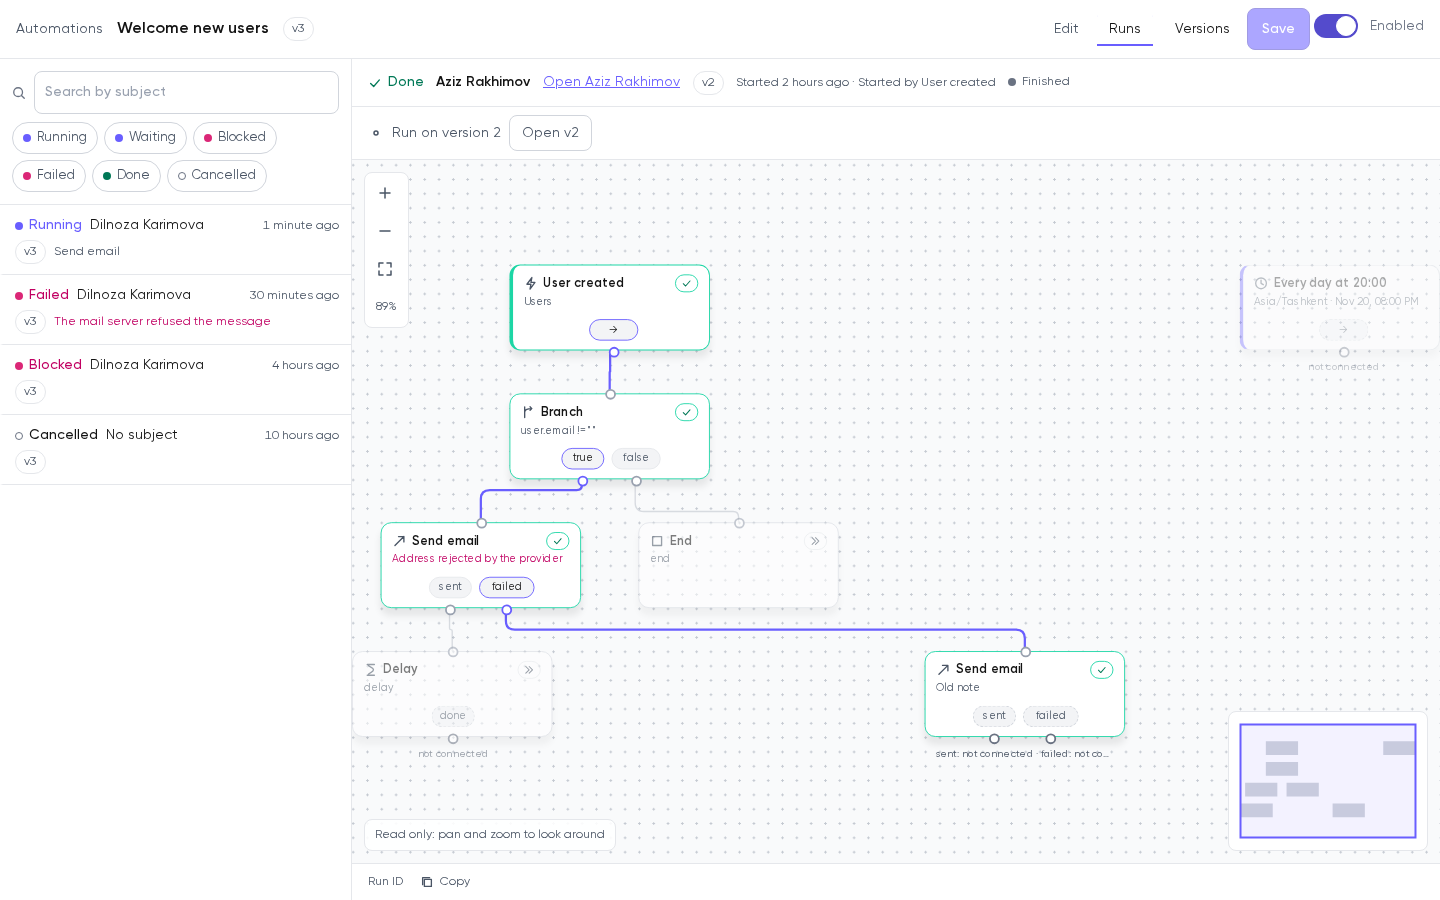 Automations Welcome new users v3
Edit Runs Versions Save Enabled
Search by subject
Running Waiting Blocked
Failed Done Cancelled
Running Dilnoza Karimova 1 minute ago
v3 Send email
Failed Dilnoza Karimova 30 minutes ago
v3 The mail server refused the message
Blocked Dilnoza Karimova 4 hours ago
v3
Cancelled No subject 10 hours ago
v3
Done Aziz Rakhimov Open Aziz Rakhimov v2 Started 2 hours ago · Started by User created Finished
Run on version 2 Open v2
89%
User created
Users
Every day at 20:00
Asia/Tashkent · Nov 20, 08:00 PM
not connected
Branch
user.email != ""
true false
Send email
Address rejected by the provider
sent failed
End
end
Delay
delay
done
not connected
Send email
Old note
sent failed
sent: not connected · failed: not co...
Read only: pan and zoom to look around
Run ID Copy